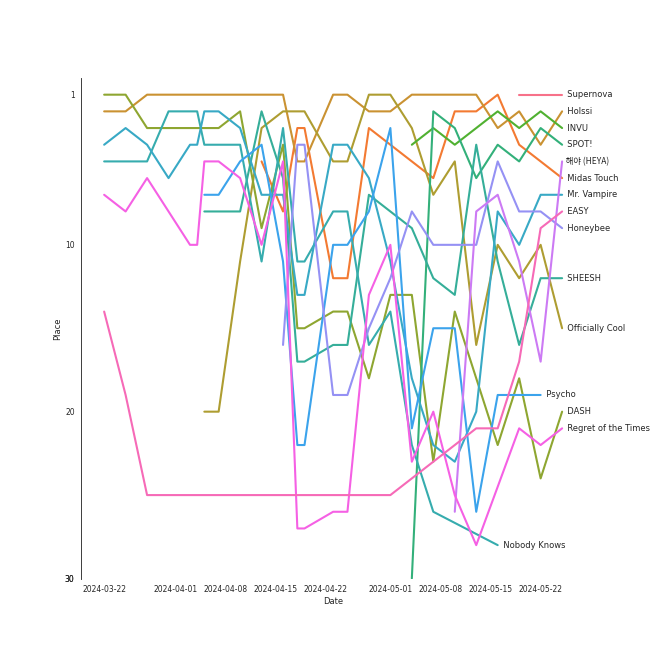 1
10
20
30
Place
2024-03-22
2024-04-01
2024-04-08
2024-04-15
2024-04-22
2024-05-01
2024-05-08
2024-05-15
2024-05-22
Date
Supernova
Holssi
INVU
SPOT!
해야 (HEYA)
Midas Touch
Mr. Vampire
EASY
Honeybee
SHEESH
Officially Cool
Psycho
DASH
Regret of the Times
Nobody Knows